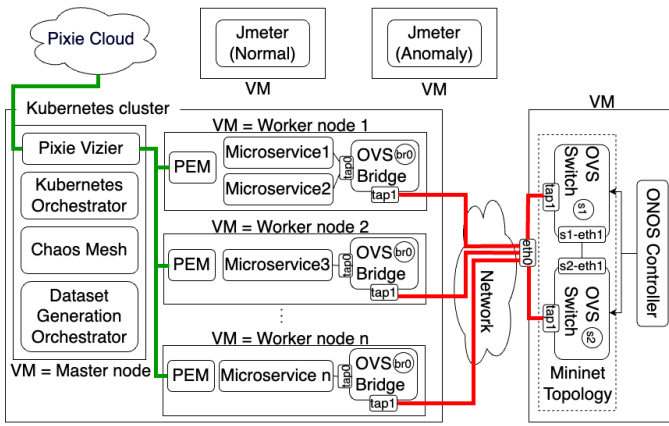 Pixie Cloud
Jmeter
(Normal)
VM
Jmeter
(Anomaly)
VM
Kubernetes cluster
Pixie Vizier
Kubernetes
Orchestrator
Chaos Mesh
Dataset
Generation
Orchestrator
VM = Master node
VM = Worker node 1
PEM
Microservice1
Microservice2
tap0
OVS
br0
Bridge
tap1
VM = Worker node 2
PEM
Microservice3
tap0
OVS
br0
Bridge
tap1
⋮
VM = Worker node n
PEM
Microservice n
tap0
OVS
br0
Bridge
tap1
Network
VM
eth0
tap1
OVS
Switch
s1
s1-eth1
s2-eth1
tap1
OVS
Switch
s2
Mininet
Topology
ONOS Controller